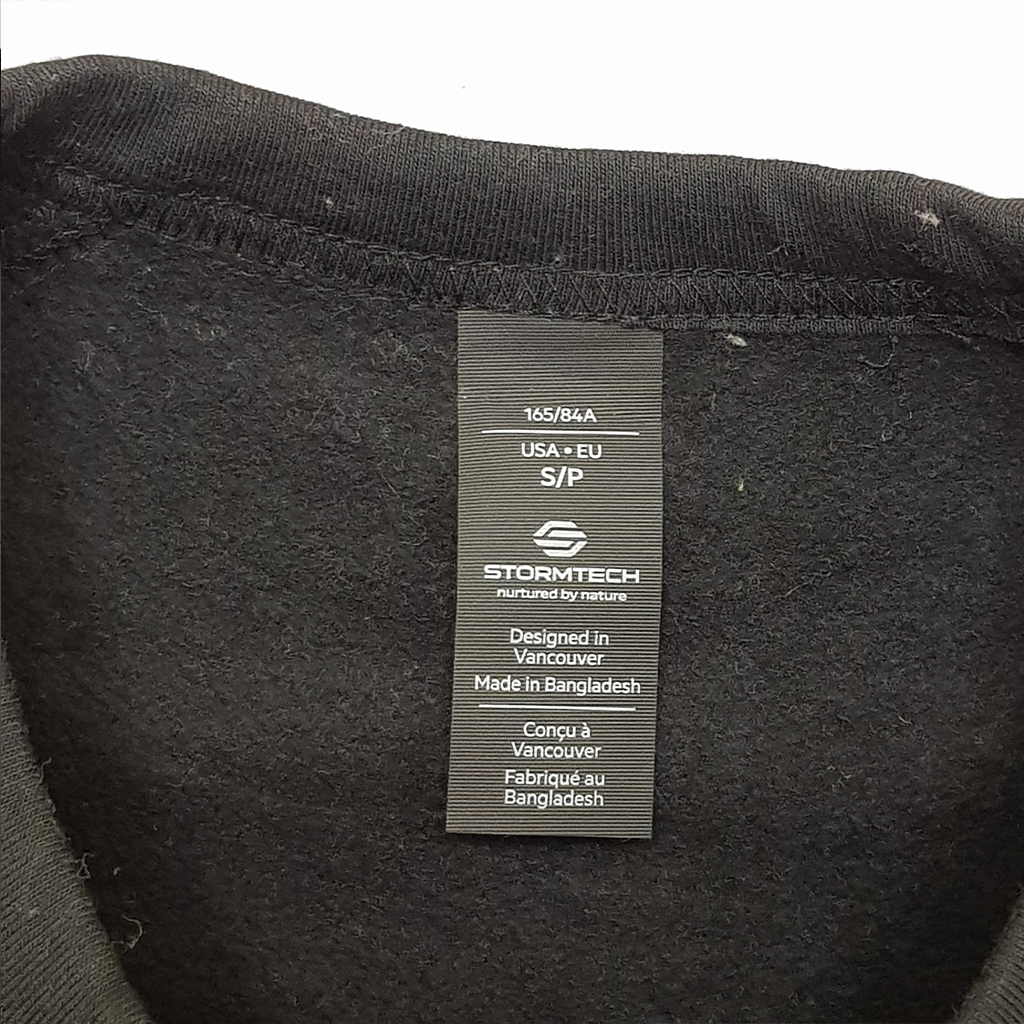 165/84A
USA • EU
S/P
STORMTECH
nurtured by nature
Designed in
Vancouver
Made in Bangladesh
Conçu à
Vancouver
Fabriqué au
Bangladesh